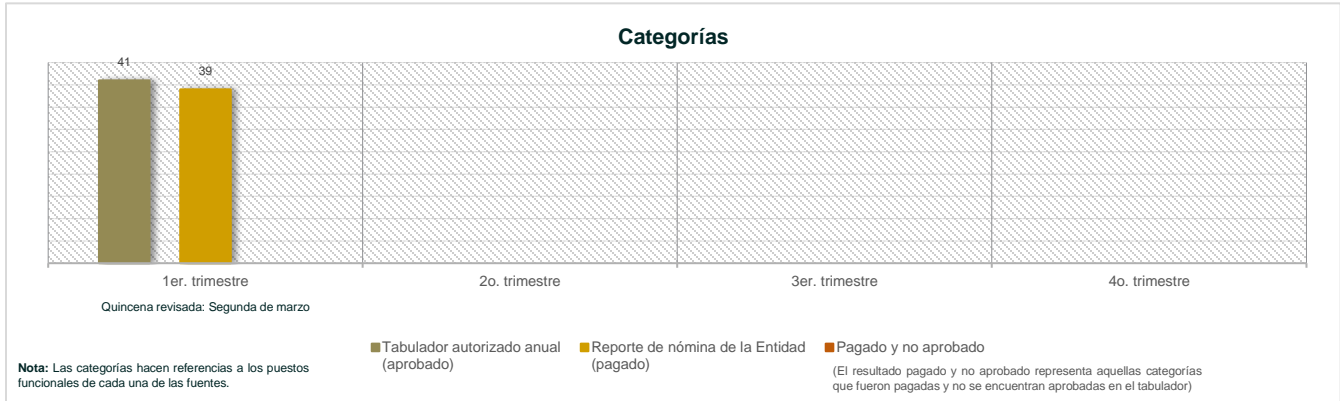 Categorías
41
39
1er. trimestre
2o. trimestre
3er. trimestre
4o. trimestre
Quincena revisada: Segunda de marzo
Tabulador autorizado anual
(aprobado)
Reporte de nómina de la Entidad
(pagado)
Pagado y no aprobado
(El resultado pagado y no aprobado representa aquellas categorías
que fueron pagadas y no se encuentran aprobadas en el tabulador)
Nota: Las categorías hacen referencias a los puestos
funcionales de cada una de las fuentes.